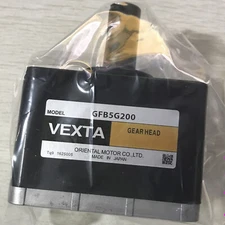 MODEL GFB5G200
VEXTA GEAR HEAD
ORIENTAL MOTOR CO.,LTD.
MADE IN JAPAN